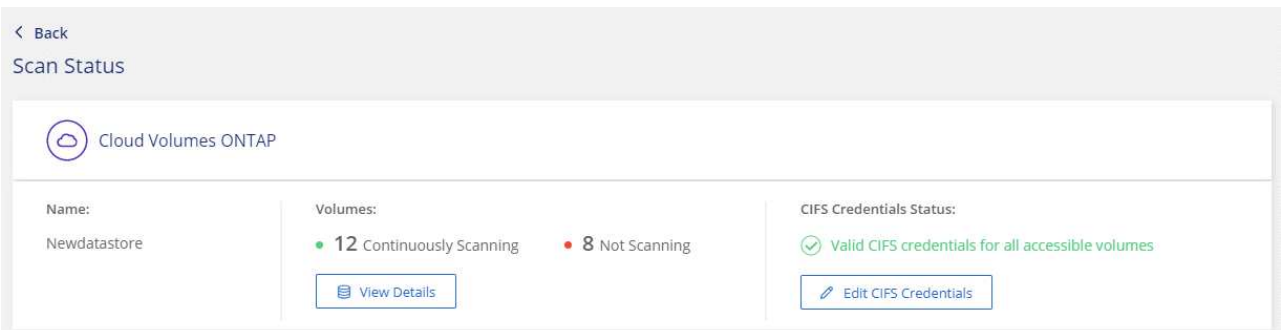 Back
Scan Status
Cloud Volumes ONTAP
Name:
Newdatastore
Volumes:
12 Continuously Scanning
8 Not Scanning
View Details
CIFS Credentials Status:
Valid CIFS credentials for all accessible volumes
Edit CIFS Credentials